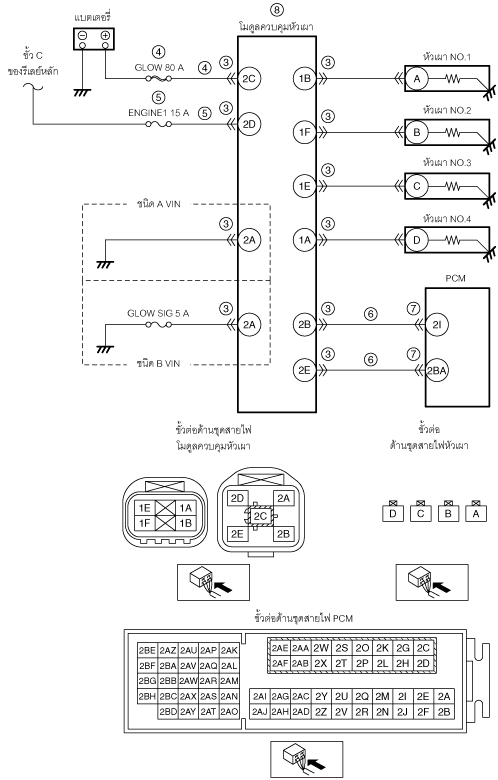 ⑧
แบตเตอรี่
โมดูลควบคุมหัวเผา
ขั้ว C
ของรีเลย์หลัก
④
GLOW 80 A ④ ③ 2C
1B ③ หัวเผา NO.1 A
⑤
ENGINE1 15 A ⑤ ③ 2D
1F ③ หัวเผา NO.2 B
1E ③ หัวเผา NO.3 C
ชนิด A VIN
③ 2A
1A ③ หัวเผา NO.4 D
PCM
GLOW SIG 5 A ③ 2A
2B ③ ⑥ ⑦ 2I
ชนิด B VIN
2E ③ ⑥ ⑦ 2BA
ขั้วต่อด้านชุดสายไฟ
โมดูลควบคุมหัวเผา
ขั้วต่อ
ด้านชุดสายไฟหัวเผา
1E 1A
1F 1B
2D 2A
2C
2E 2B
D C B A
ขั้วต่อด้านชุดสายไฟ PCM
2BE 2AZ 2AU 2AP 2AK 2AE 2AA 2W 2S 2O 2K 2G 2C
2BF 2BA 2AV 2AQ 2AL 2AF 2AB 2X 2T 2P 2L 2H 2D
2BG 2BB 2AW 2AR 2AM
2BH 2BC 2AX 2AS 2AN 2AI 2AG 2AC 2Y 2U 2Q 2M 2I 2E 2A
2BD 2AY 2AT 2AO 2AJ 2AH 2AD 2Z 2V 2R 2N 2J 2F 2B